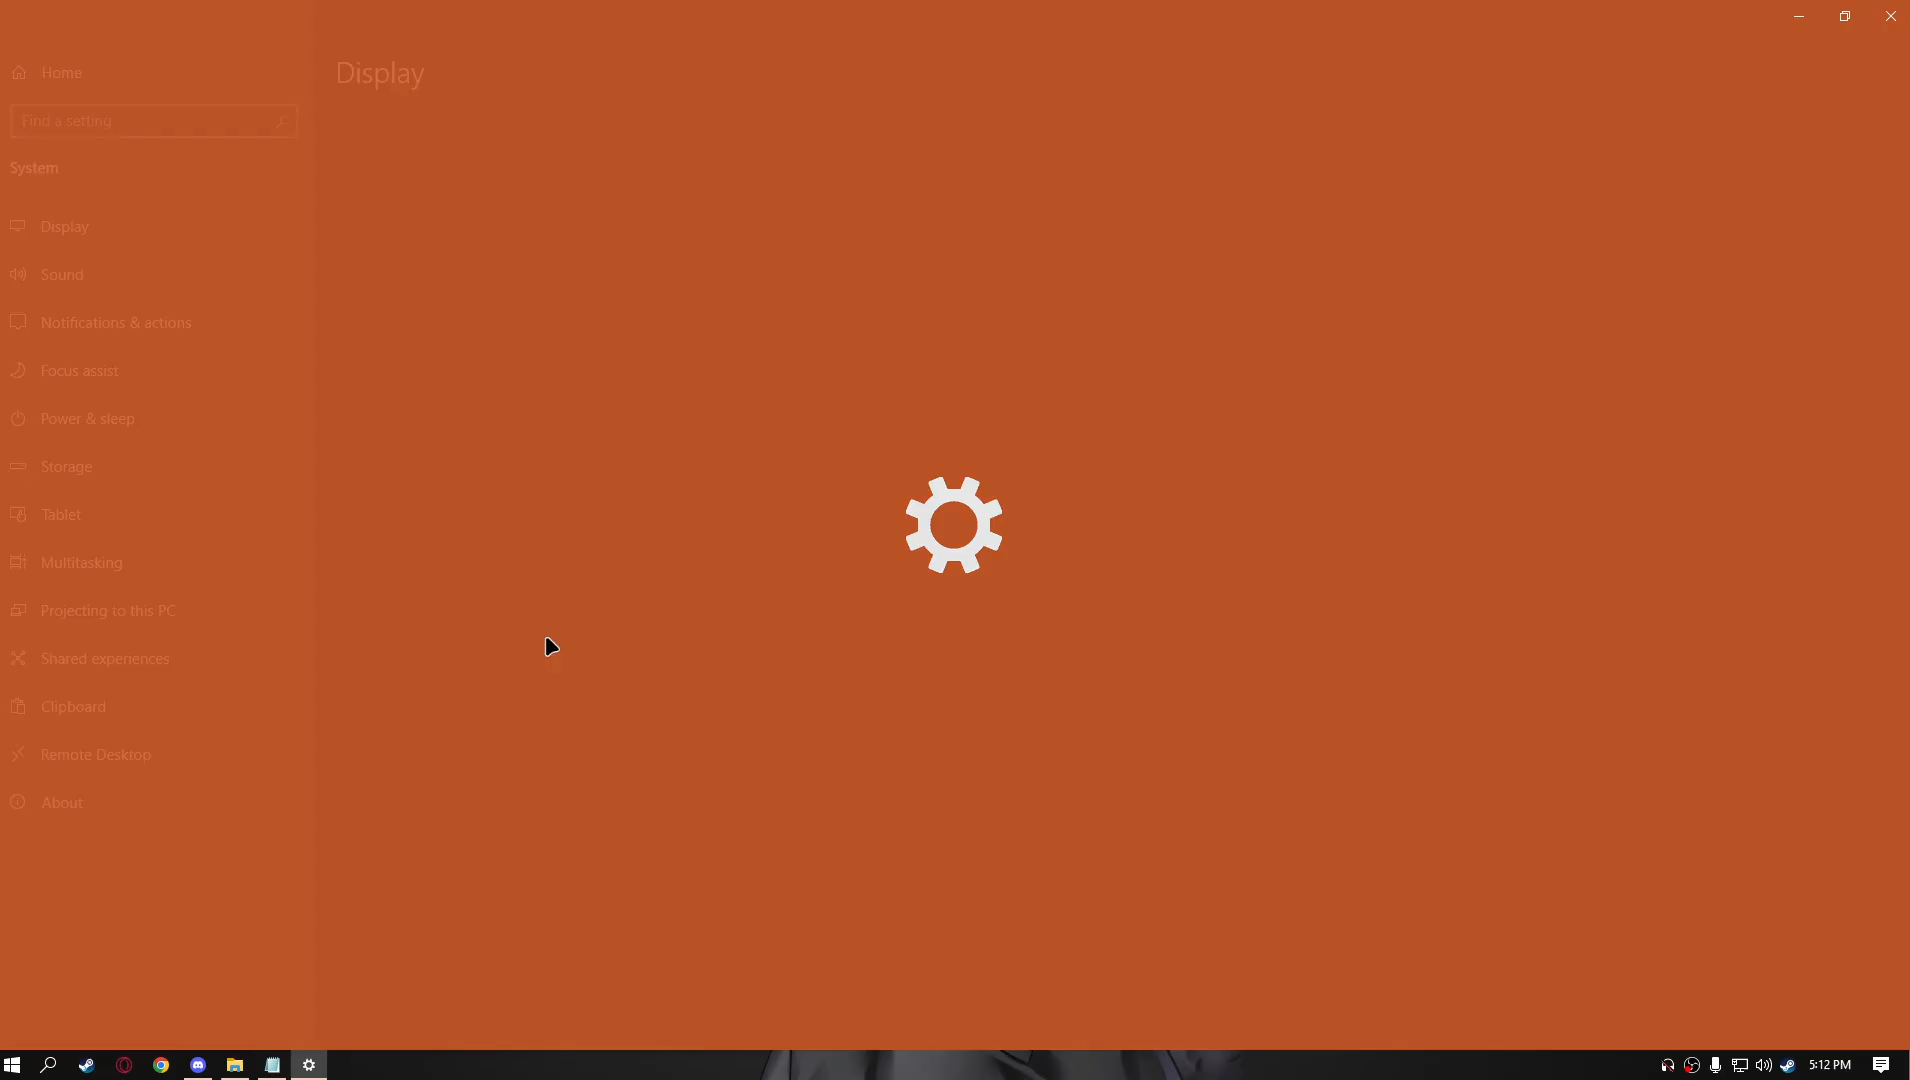 Home
Display
Find a setting
System
Display
Sound
Notifications & actions
Focus assist
Power & sleep
Storage
Tablet
Multitasking
Projecting to this PC
Shared experiences
Clipboard
Remote Desktop
About
5:12 PM